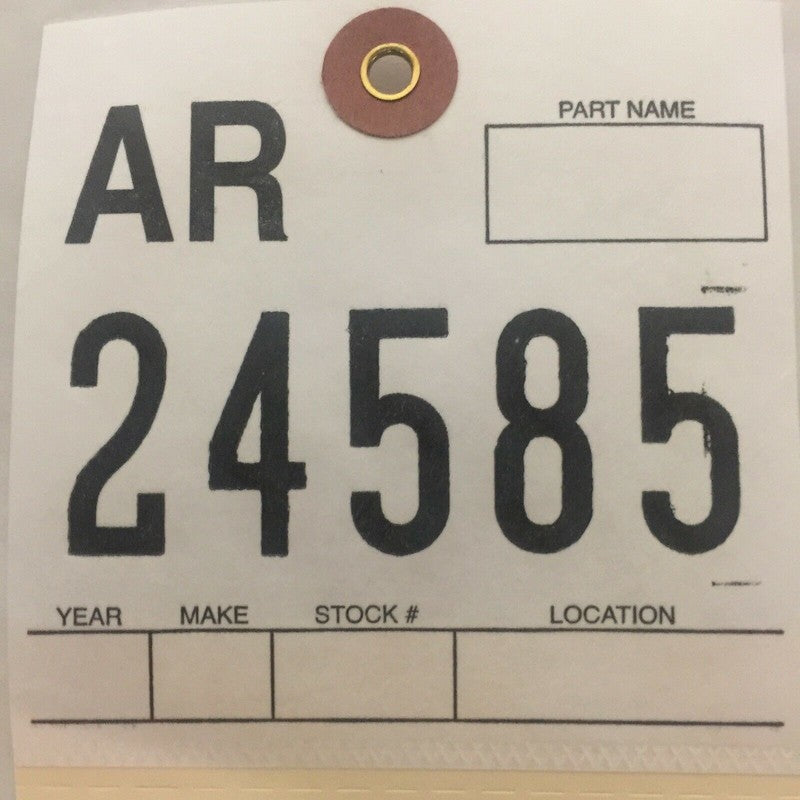 PART NAME
AR
24585
YEAR MAKE STOCK # LOCATION